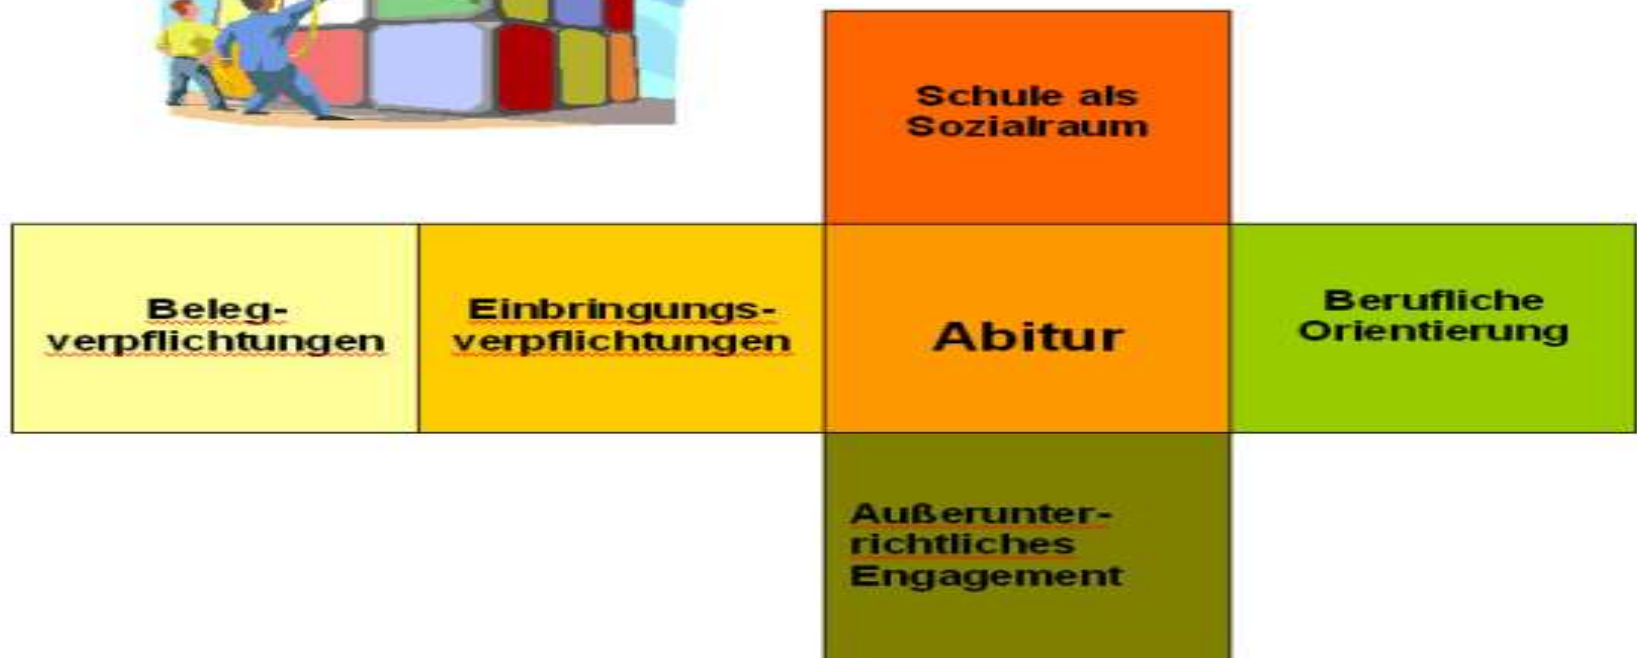 Schule als
Sozialraum
Beleg-
verpflichtungen
Einbringungs-
verpflichtungen
Abitur
Berufliche
Orientierung
Außerunter-
richtliches
Engagement